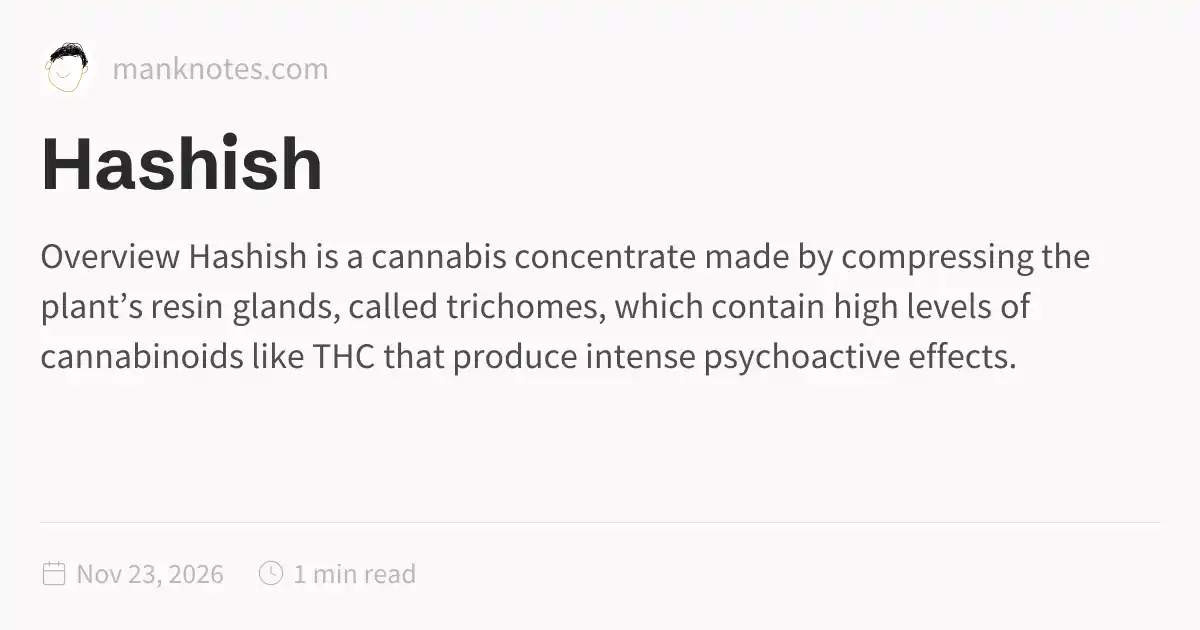 manknotes.com
Hashish
Overview Hashish is a cannabis concentrate made by compressing the
plant’s resin glands, called trichomes, which contain high levels of
cannabinoids like THC that produce intense psychoactive effects.
Nov 23, 2026 1 min read